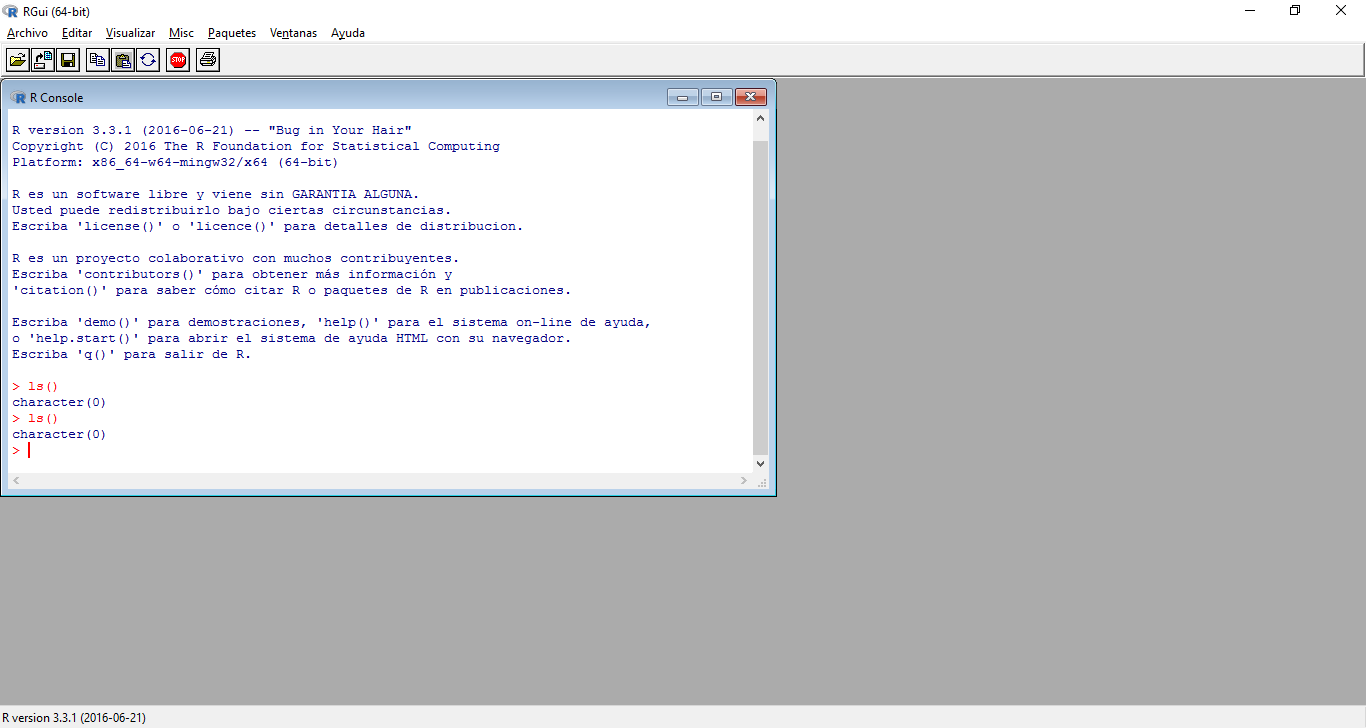 RGui (64-bit)
Archivo Editar Visualizar Misc Paquetes Ventanas Ayuda
STOP
R Console
R version 3.3.1 (2016-06-21) -- "Bug in Your Hair"
Copyright (C) 2016 The R Foundation for Statistical Computing
Platform: x86_64-w64-mingw32/x64 (64-bit)
R es un software libre y viene sin GARANTIA ALGUNA.
Usted puede redistribuirlo bajo ciertas circunstancias.
Escriba 'license()' o 'licence()' para detalles de distribucion.
R es un proyecto colaborativo con muchos contribuyentes.
Escriba 'contributors()' para obtener más información y
'citation()' para saber cómo citar R o paquetes de R en publicaciones.
Escriba 'demo()' para demostraciones, 'help()' para el sistema on-line de ayuda,
o 'help.start()' para abrir el sistema de ayuda HTML con su navegador.
Escriba 'q()' para salir de R.
> ls()
character(0)
> ls()
character(0)
>
R version 3.3.1 (2016-06-21)